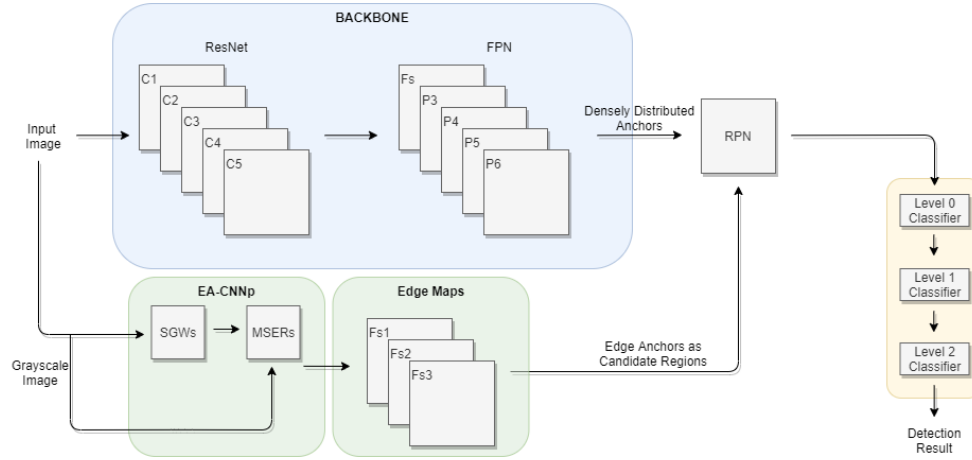 BACKBONE
ResNet
FPN
C1
C2
C3
C4
C5
Fs
P3
P4
P5
P6
Input
Image
Densely Distributed
Anchors
RPN
Level 0
Classifier
Level 1
Classifier
Level 2
Classifier
Detection
Result
EA-CNNp
SGWs
MSERs
Edge Maps
Fs1
Fs2
Fs3
Grayscale
Image
Edge Anchors as
Candidate Regions